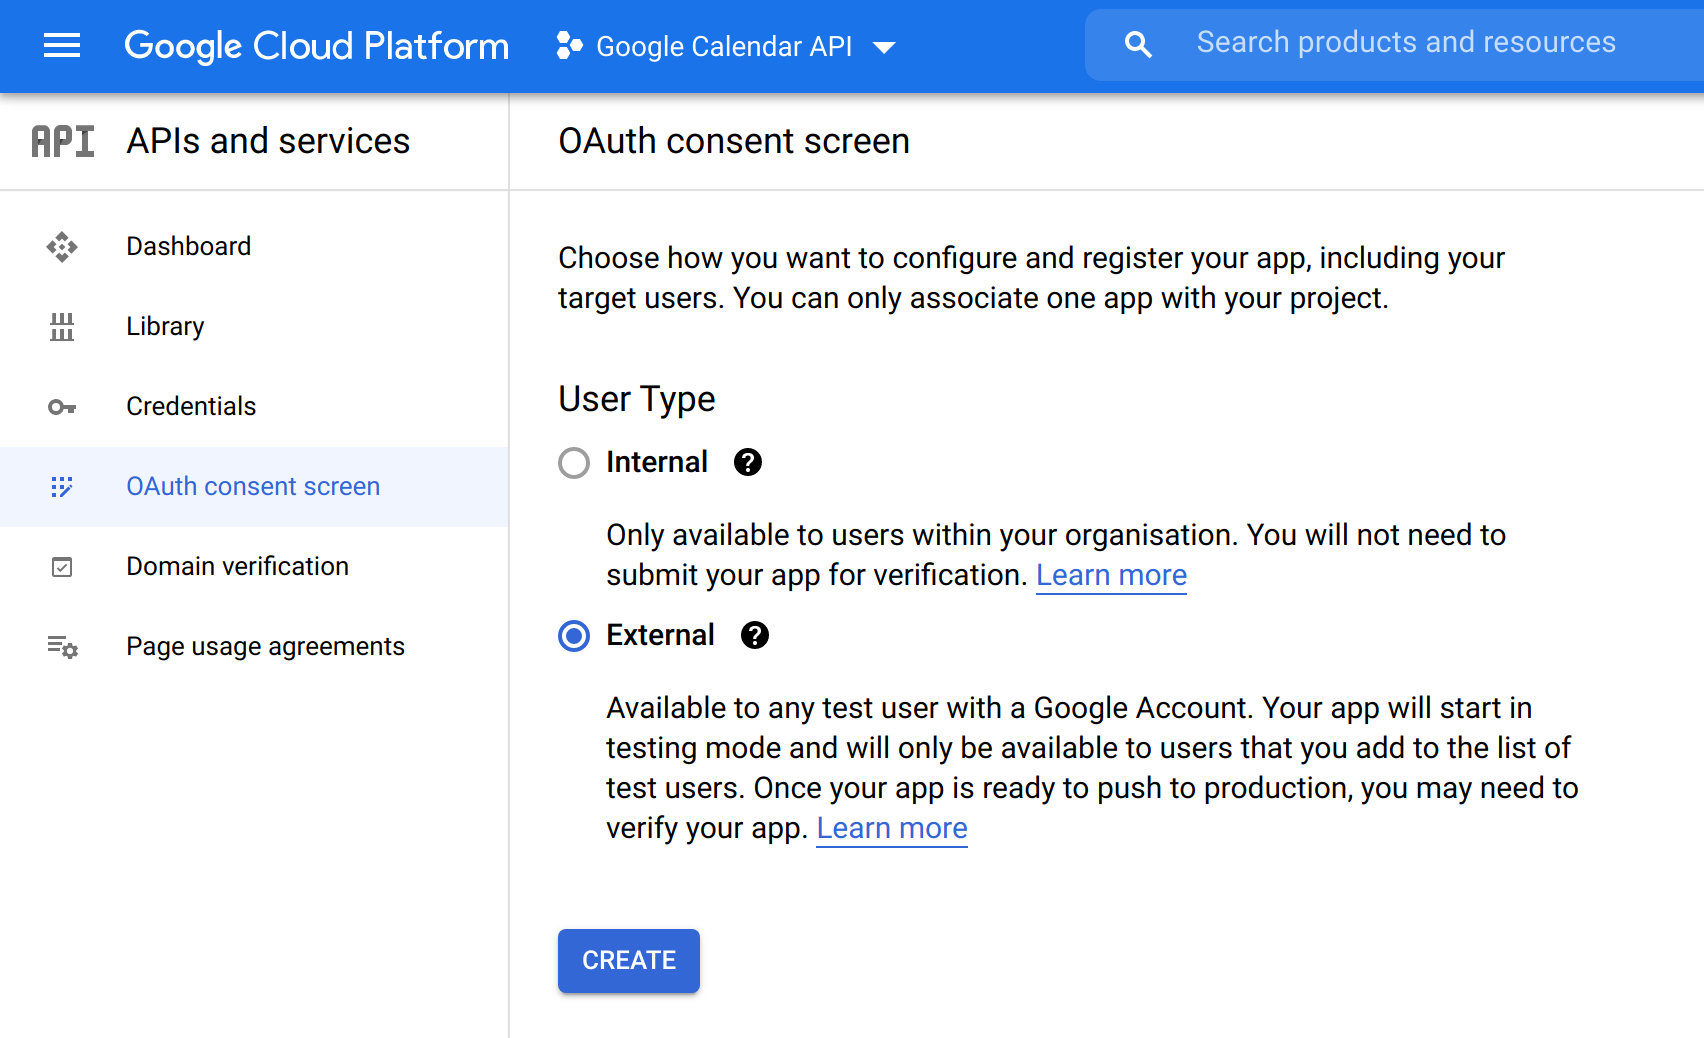 Google Cloud Platform
Google Calendar API
Search products and resources
API
APIs and services
OAuth consent screen
Dashboard
Library
Credentials
OAuth consent screen
Domain verification
Page usage agreements
Choose how you want to configure and register your app, including your
target users. You can only associate one app with your project.
User Type
Internal ?
Only available to users within your organisation. You will not need to
submit your app for verification. Learn more
External ?
Available to any test user with a Google Account. Your app will start in
testing mode and will only be available to users that you add to the list of
test users. Once your app is ready to push to production, you may need to
verify your app. Learn more
CREATE